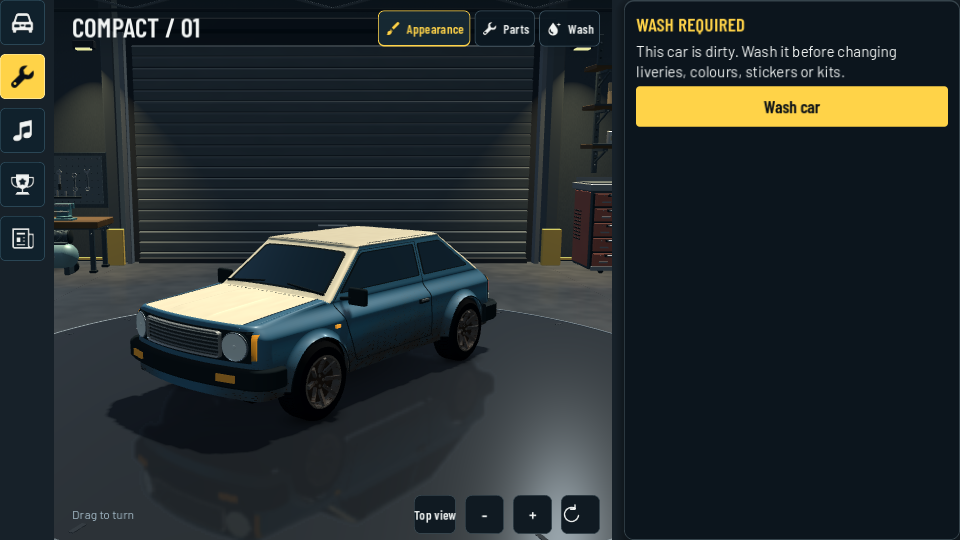 COMPACT / 01
Appearance
Parts
Wash
WASH REQUIRED
This car is dirty. Wash it before changing
liveries, colours, stickers or kits.
Wash car
Drag to turn
Top view
-
+